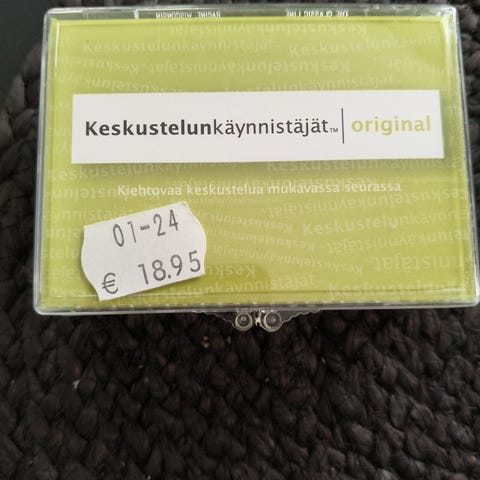 Keskustelunkäynnistäjät™ | original
Kiehtovaa keskustelua mukavassa seurassa
01-24
€ 18.95